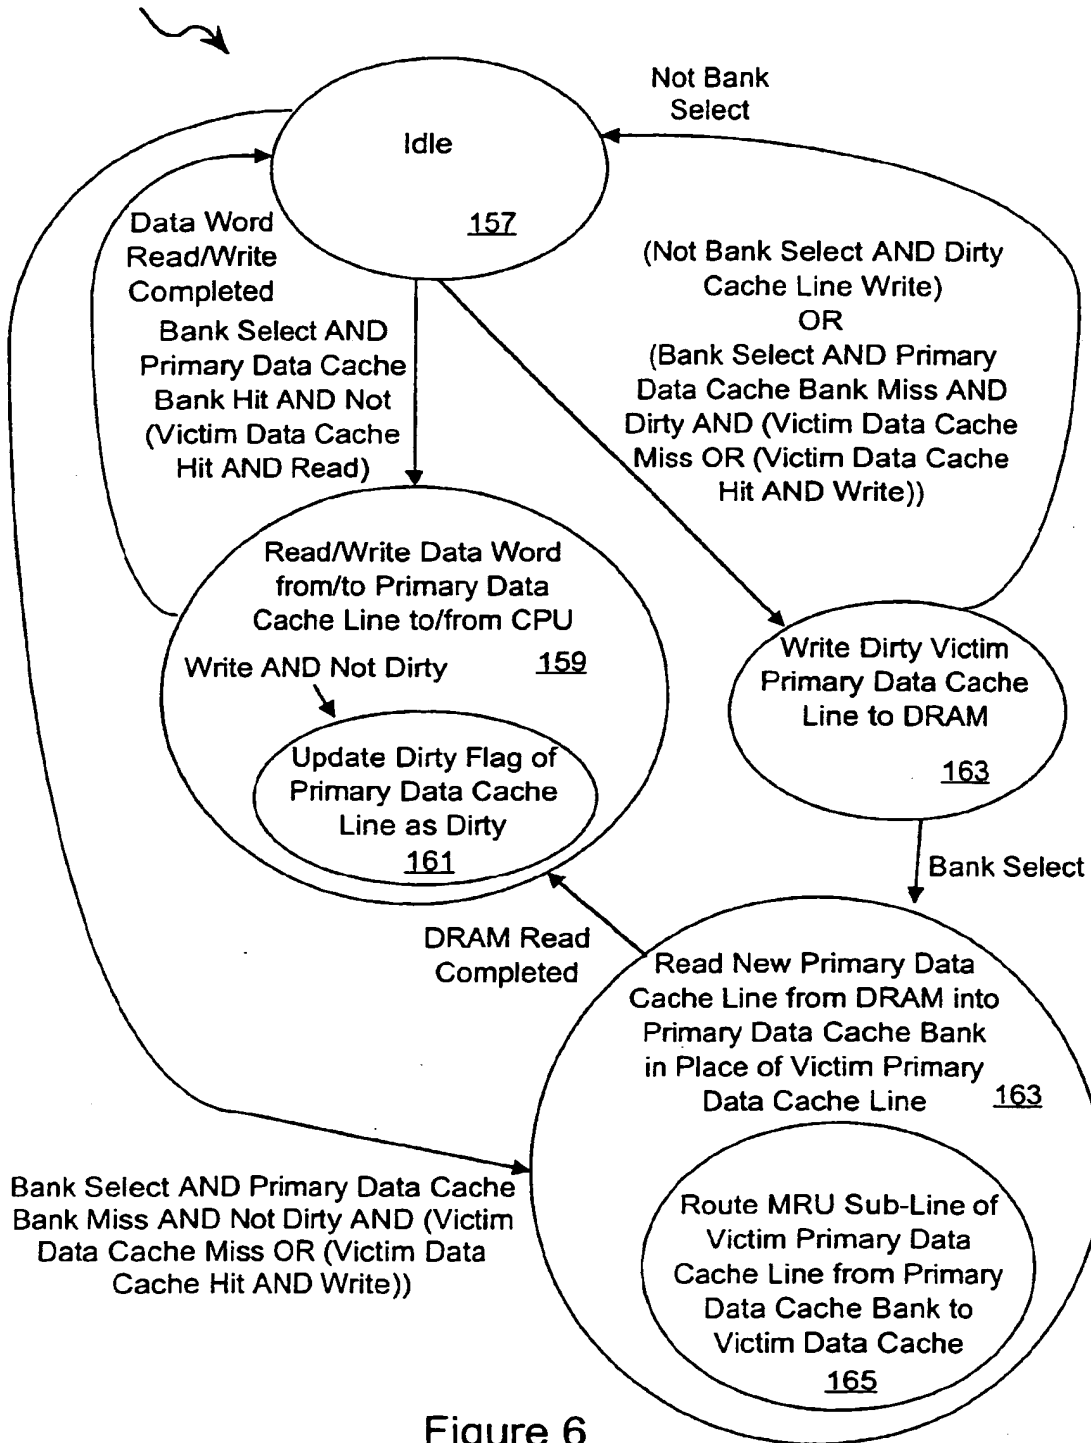 Not Bank
Select
Idle
157
Data Word
Read/Write
Completed
Bank Select AND
Primary Data Cache
Bank Hit AND Not
(Victim Data Cache
Hit AND Read)
(Not Bank Select AND Dirty
Cache Line Write)
OR
(Bank Select AND Primary
Data Cache Bank Miss AND
Dirty AND (Victim Data Cache
Miss OR (Victim Data Cache
Hit AND Write))
Read/Write Data Word
from/to Primary Data
Cache Line to/from CPU
159
Write AND Not Dirty
Update Dirty Flag of
Primary Data Cache
Line as Dirty
161
Write Dirty Victim
Primary Data Cache
Line to DRAM
163
Bank Select
DRAM Read
Completed
Read New Primary Data
Cache Line from DRAM into
Primary Data Cache Bank
in Place of Victim Primary
Data Cache Line
163
Bank Select AND Primary Data Cache
Bank Miss AND Not Dirty AND (Victim
Data Cache Miss OR (Victim Data
Cache Hit AND Write))
Route MRU Sub-Line of
Victim Primary Data
Cache Line from Primary
Data Cache Bank to
Victim Data Cache
165
Figure 6